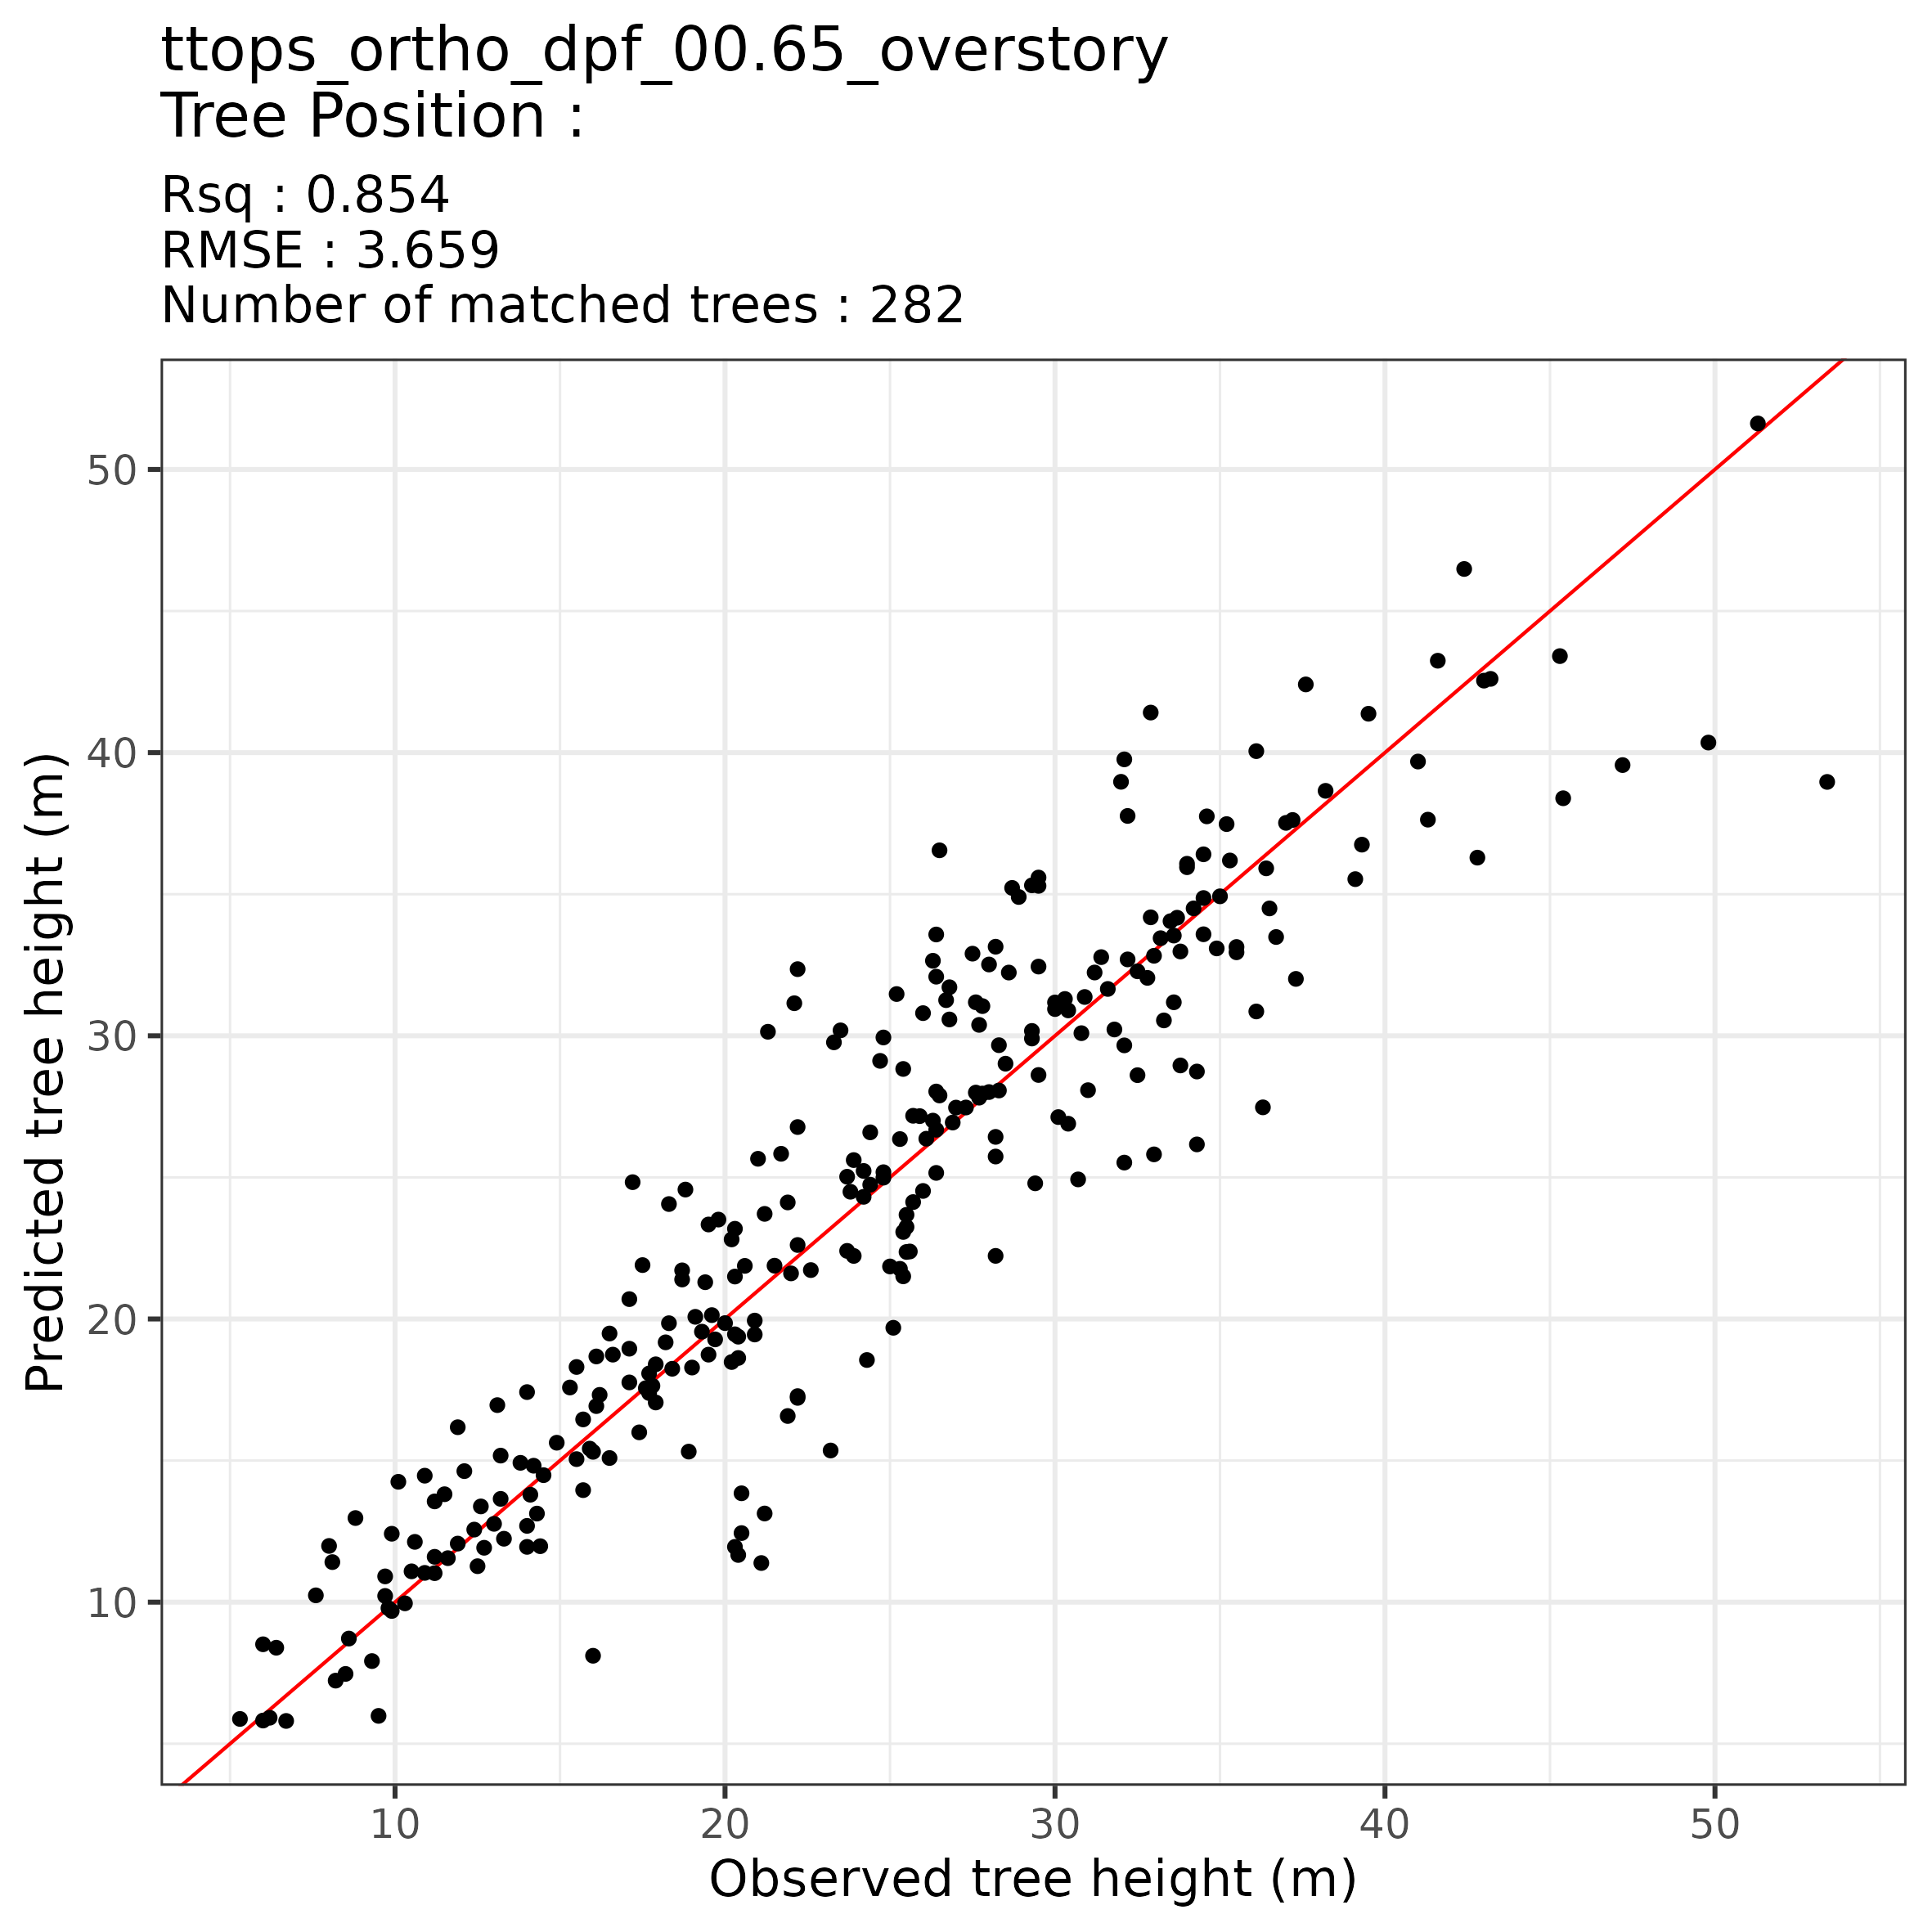 ttops_ortho_dpf_00.65_overstory
Tree Position :
Rsq : 0.854
RMSE : 3.659
Number of matched trees : 282
50
40
30
20
10
Predicted tree height (m)
10 20 30 40 50
Observed tree height (m)